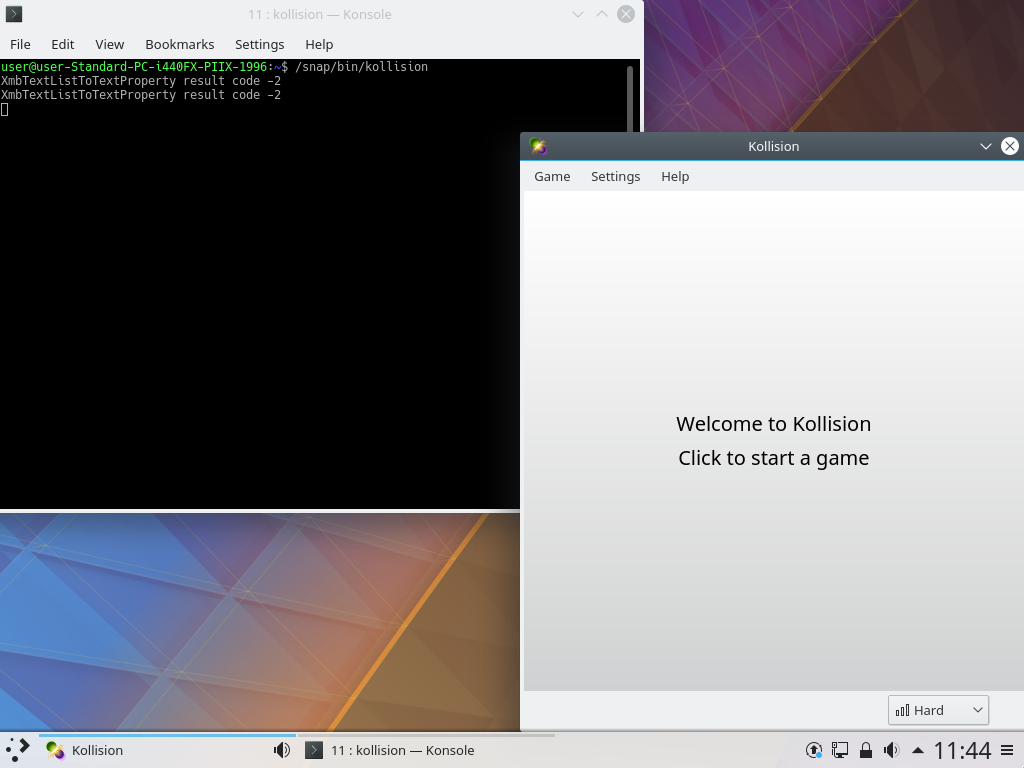 11 : kollision — Konsole
File Edit View Bookmarks Settings Help
user@user-Standard-PC-i440FX-PIIX-1996:~$ /snap/bin/kollision
XmbTextListToTextProperty result code -2
XmbTextListToTextProperty result code -2
Kollision
Game Settings Help
Welcome to Kollision
Click to start a game
Hard
Kollision
11 : kollision — Konsole
11:44